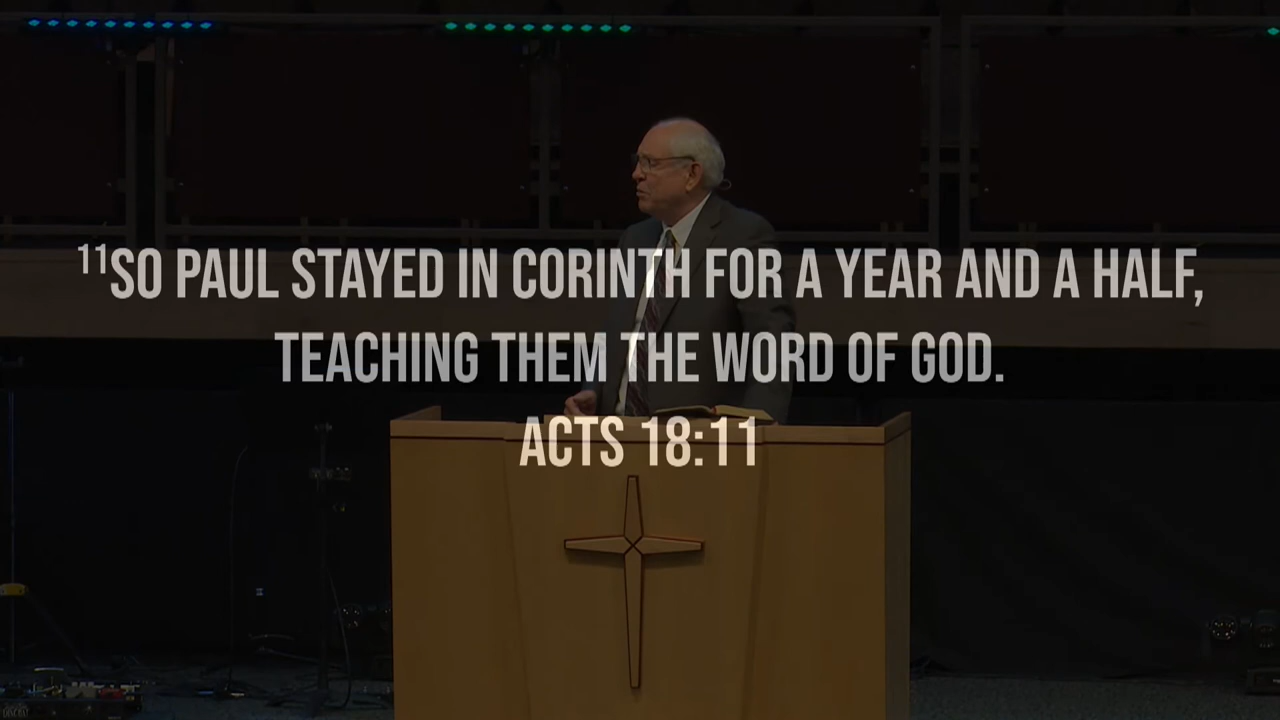 ¹¹SO PAUL STAYED IN CORINTH FOR A YEAR AND A HALF,
TEACHING THEM THE WORD OF GOD.
ACTS 18:11